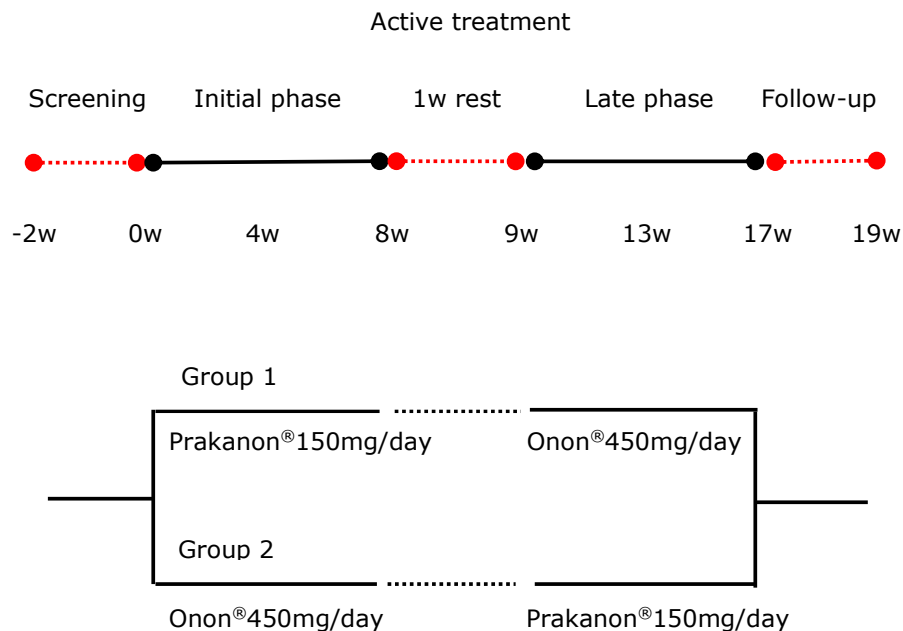 Active treatment
Screening Initial phase 1w rest Late phase Follow-up
-2w 0w 4w 8w 9w 13w 17w 19w
Group 1
Prakanon®150mg/day Onon®450mg/day
Group 2
Onon®450mg/day Prakanon®150mg/day